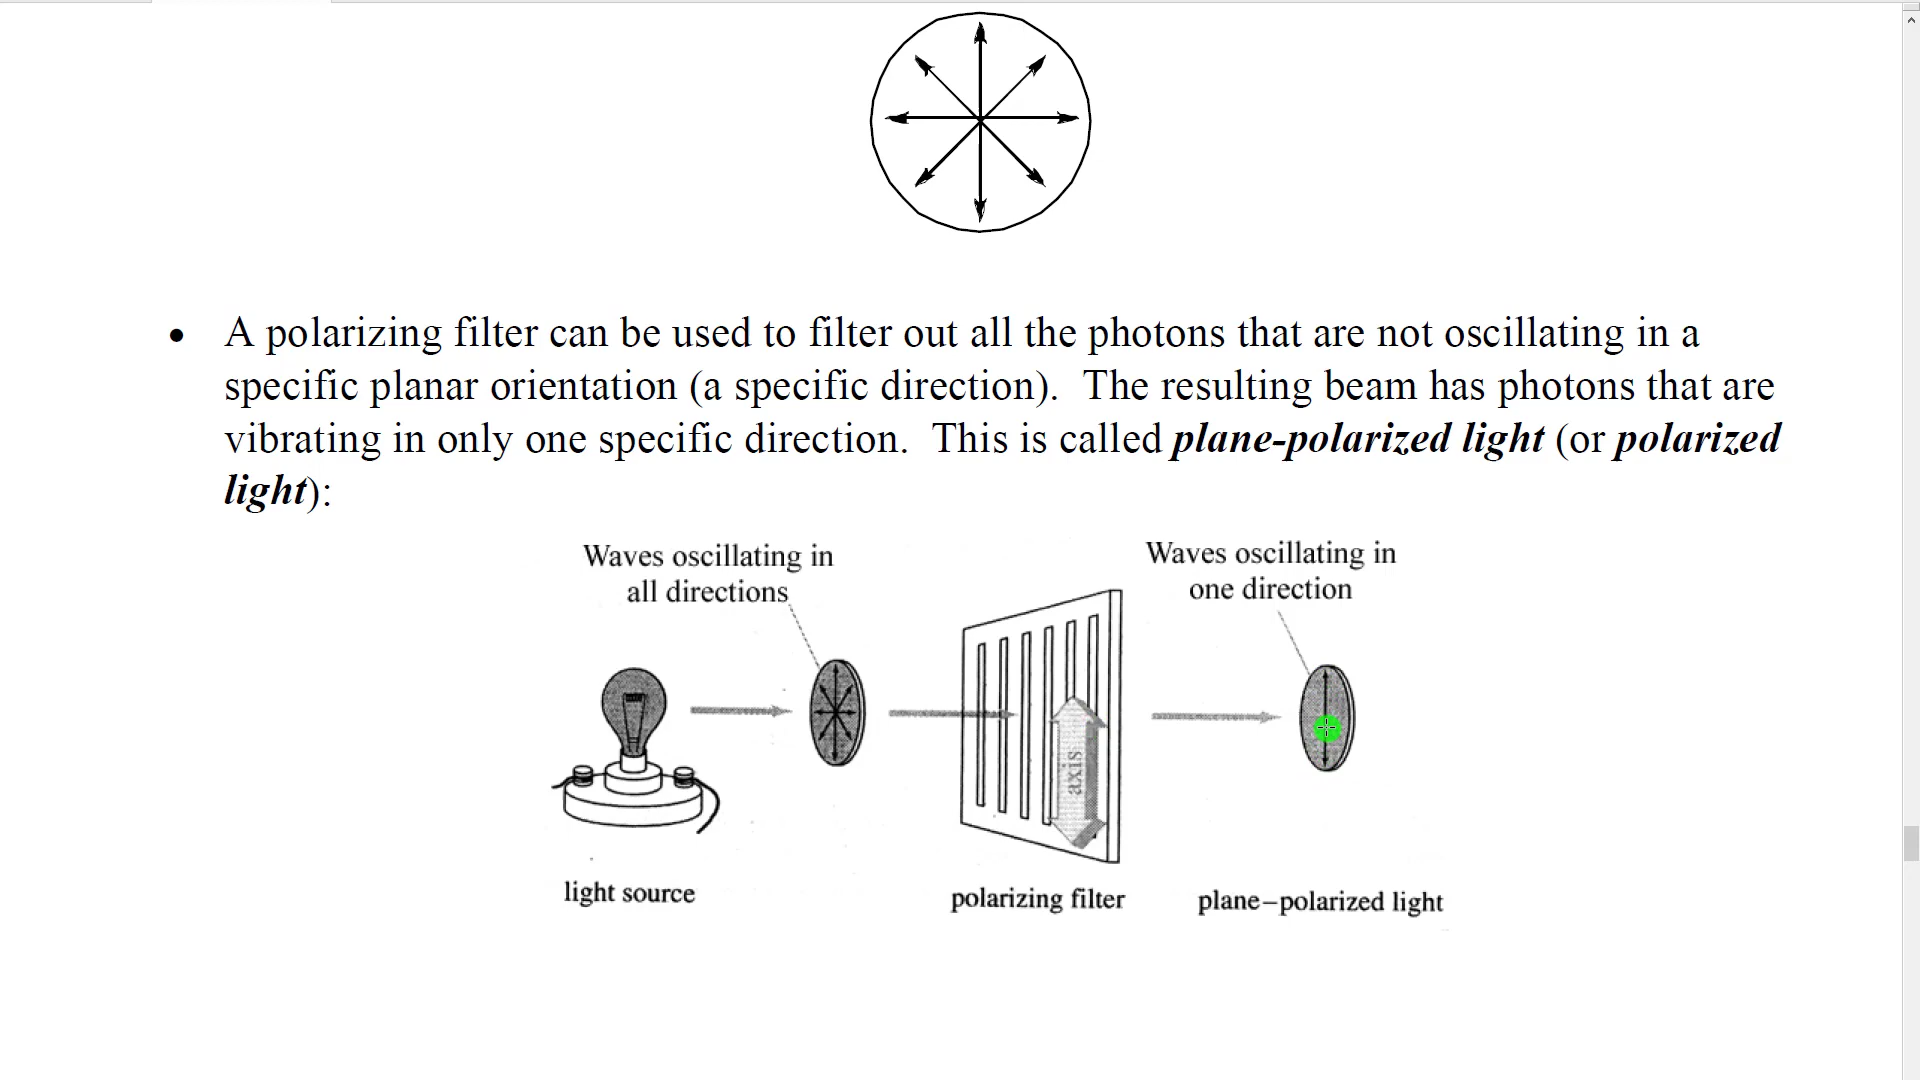 • A polarizing filter can be used to filter out all the photons that are not oscillating in a
specific planar orientation (a specific direction).  The resulting beam has photons that are
vibrating in only one specific direction.  This is called plane-polarized light (or polarized
light):
Waves oscillating in
all directions
Waves oscillating in
one direction
axis
light source
polarizing filter
plane–polarized light